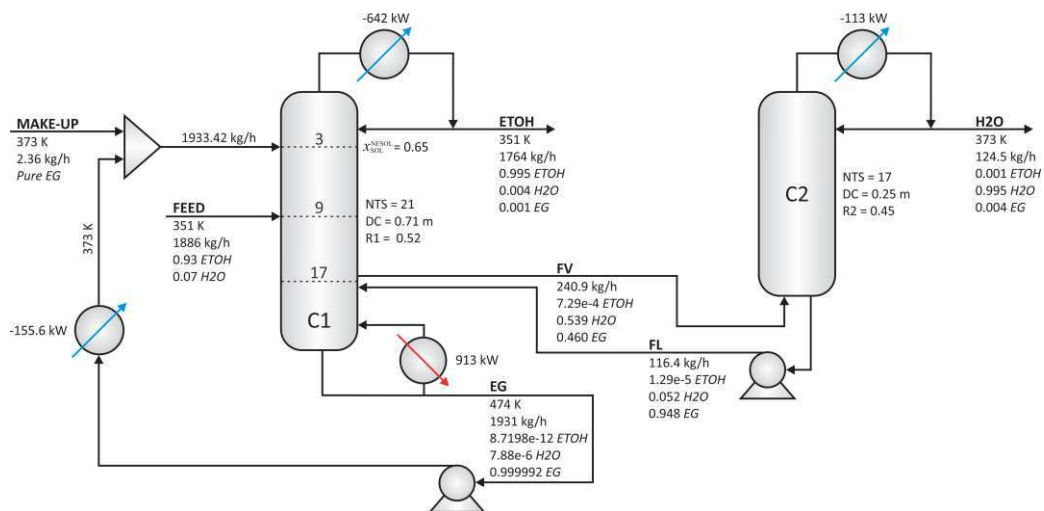 -642 kW
-113 kW
MAKE-UP
373 K
2.36 kg/h
Pure EG
1933.42 kg/h
3
x_SOL^NFSOL = 0.65
ETOH
351 K
1764 kg/h
0.995 ETOH
0.004 H2O
0.001 EG
H2O
373 K
124.5 kg/h
0.001 ETOH
0.995 H2O
0.004 EG
FEED
351 K
1886 kg/h
0.93 ETOH
0.07 H2O
9
NTS = 21
DC = 0.71 m
R1 = 0.52
C2
NTS = 17
DC = 0.25 m
R2 = 0.45
373 K
17
C1
FV
240.9 kg/h
7.29e-4 ETOH
0.539 H2O
0.460 EG
FL
116.4 kg/h
1.29e-5 ETOH
0.052 H2O
0.948 EG
-155.6 kW
913 kW
EG
474 K
1931 kg/h
8.7198e-12 ETOH
7.88e-6 H2O
0.999992 EG